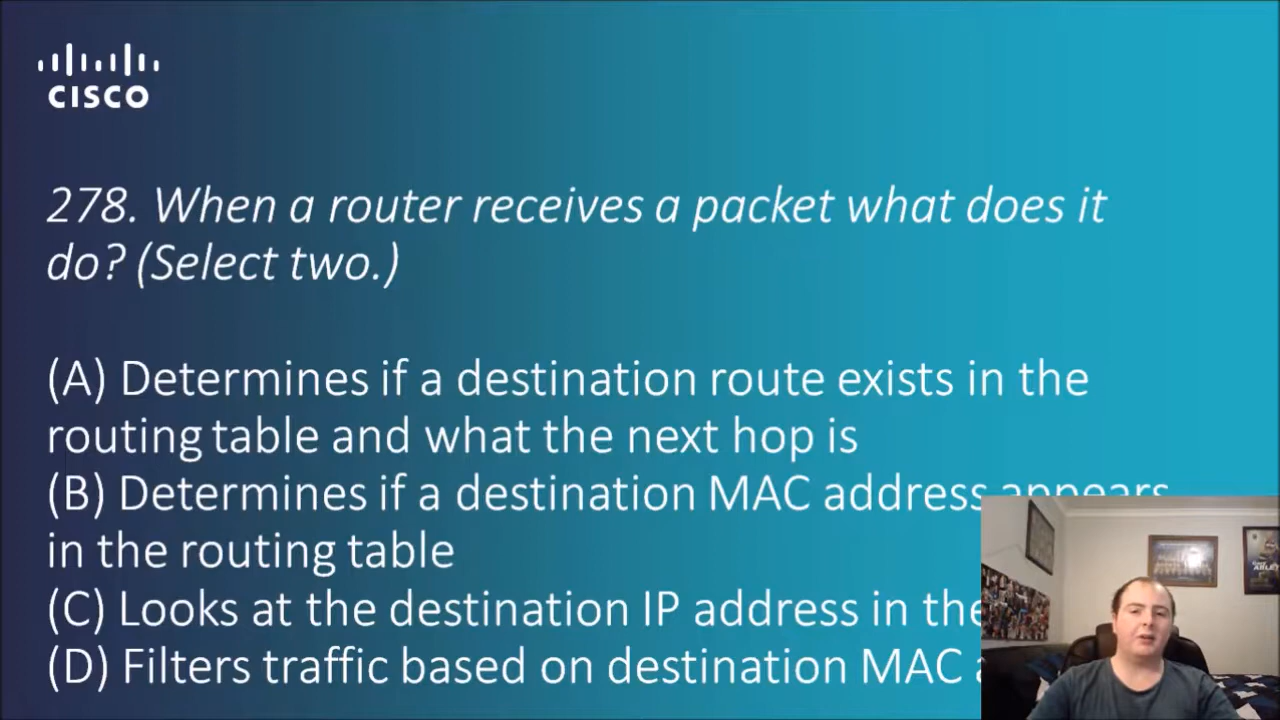 CISCO
278. When a router receives a packet what does it
do? (Select two.)
(A) Determines if a destination route exists in the
routing table and what the next hop is
(B) Determines if a destination MAC address appears
in the routing table
(C) Looks at the destination IP address in the
(D) Filters traffic based on destination MAC